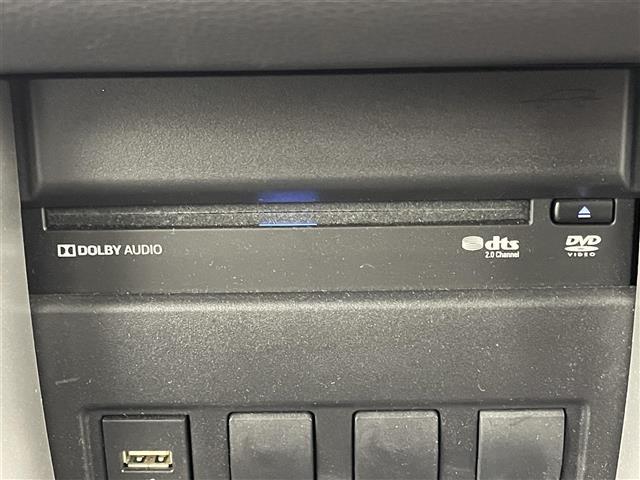 DOLBY AUDIO
dts
2.0 Channel
DVD
VIDEO